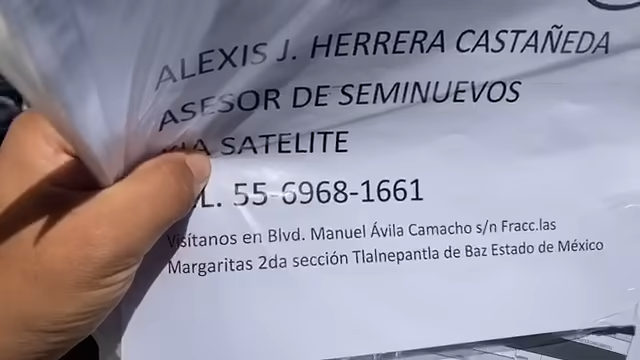 ALEXIS J. HERRERA CASTAÑEDA
ASESOR DE SEMINUEVOS
KIA SATELITE
L. 55-6968-1661
Visítanos en Blvd. Manuel Ávila Camacho s/n Fracc.las
Margaritas 2da sección Tlalnepantla de Baz Estado de México